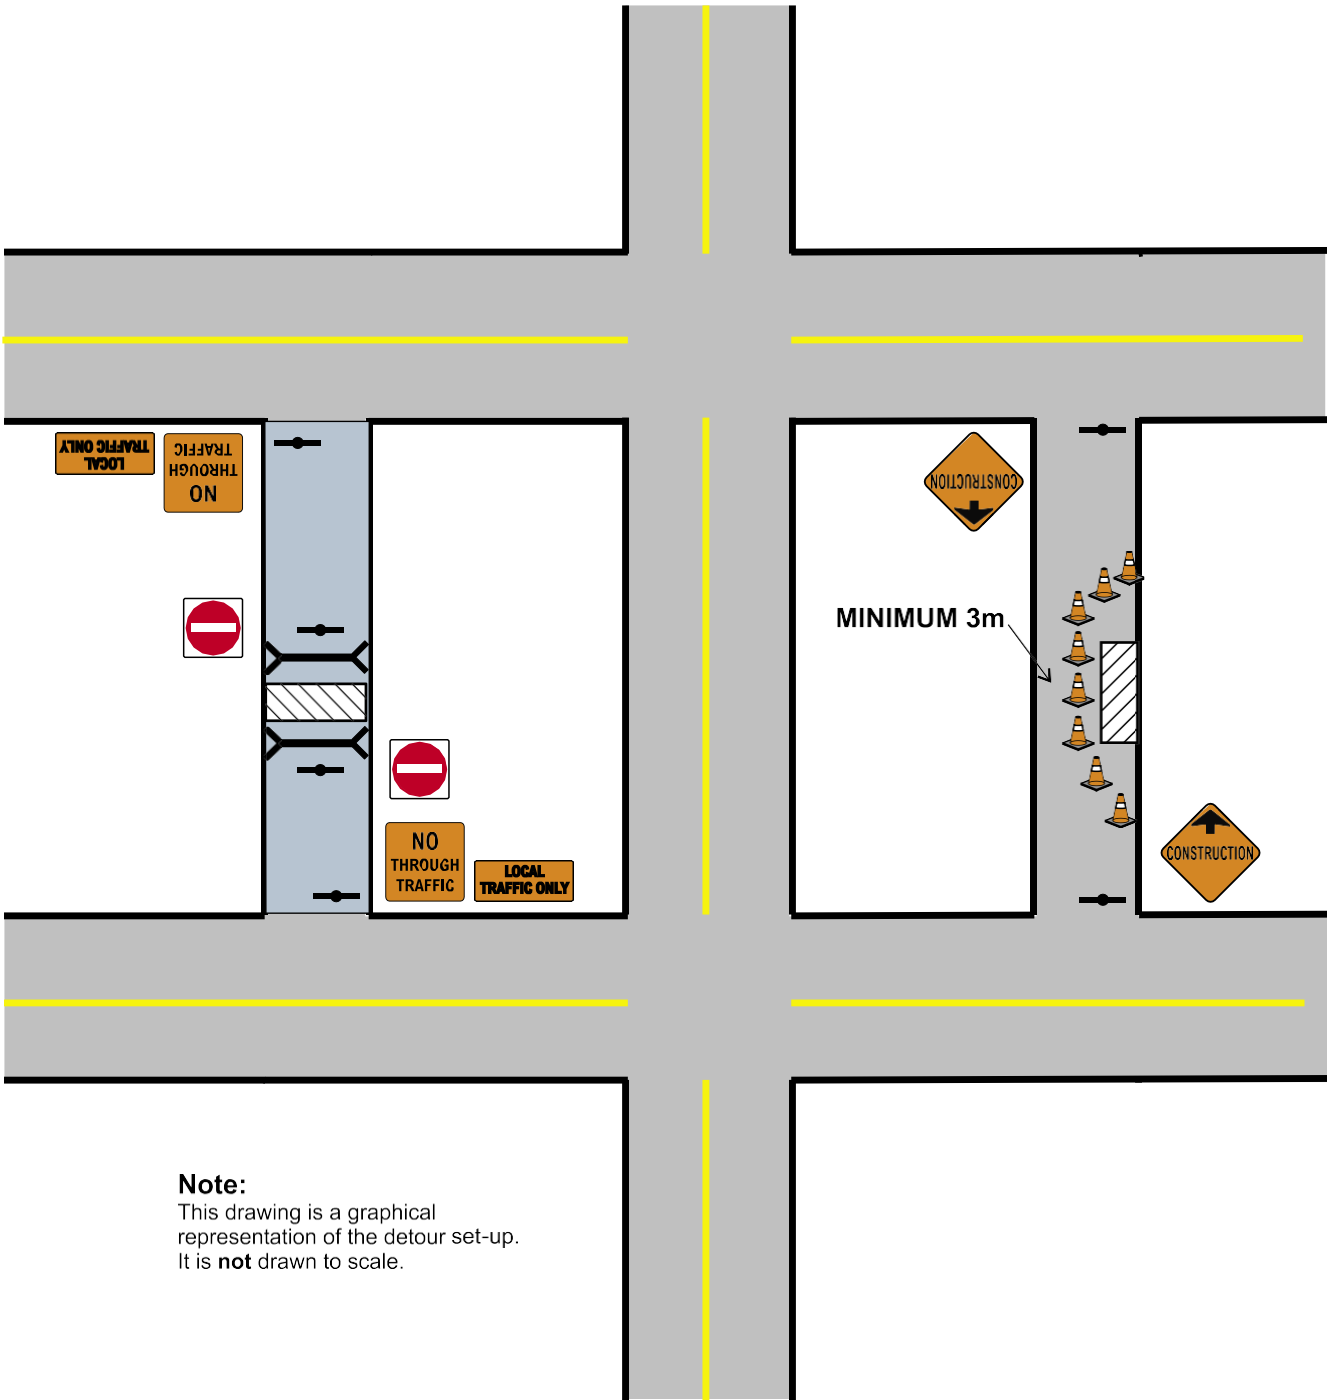 LOCAL
TRAFFIC ONLY
NO
THROUGH
TRAFFIC
CONSTRUCTION
MINIMUM 3m
NO
THROUGH
TRAFFIC
LOCAL
TRAFFIC ONLY
CONSTRUCTION
Note:
This drawing is a graphical
representation of the detour set-up.
It is not drawn to scale.